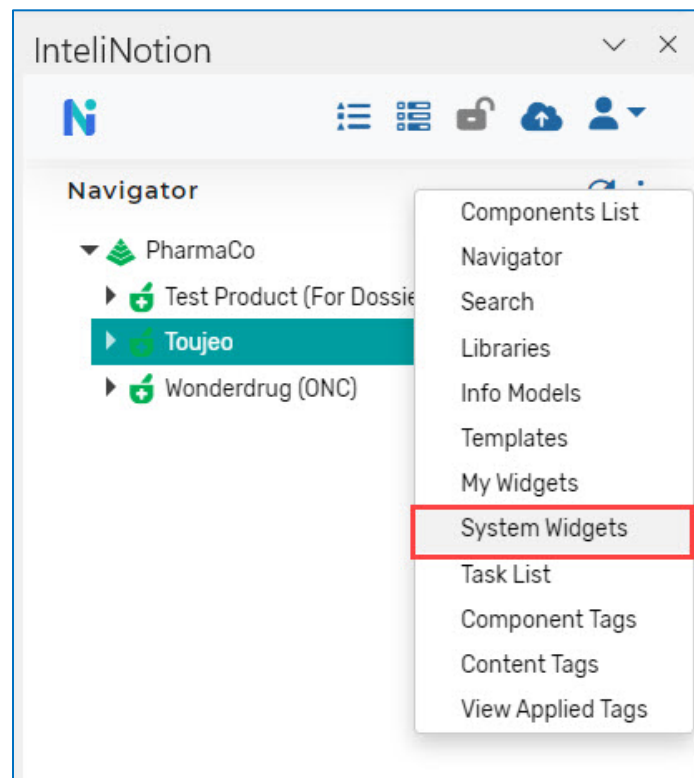 InteliNotion
Navigator
PharmaCo
Test Product (For Dossie
Toujeo
Wonderdrug (ONC)
Components List
Navigator
Search
Libraries
Info Models
Templates
My Widgets
System Widgets
Task List
Component Tags
Content Tags
View Applied Tags